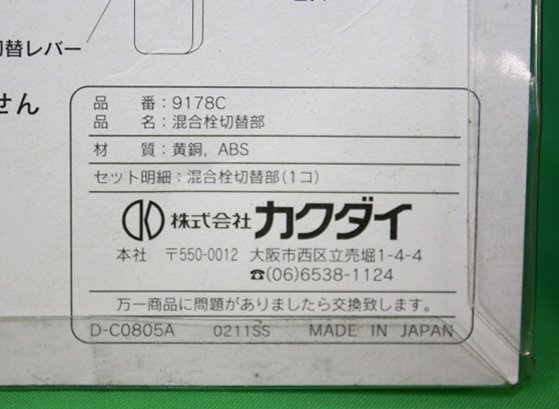 切替レバー
せん
品　番：9178C
品　名：混合栓切替部
材　質：黄銅, ABS
セット明細：混合栓切替部(1コ)
株式会社カクダイ
本社　〒550-0012　大阪市西区立売堀1-4-4
☎(06)6538-1124
万一商品に問題がありましたら交換致します。
D-C0805A　0211SS　MADE IN JAPAN